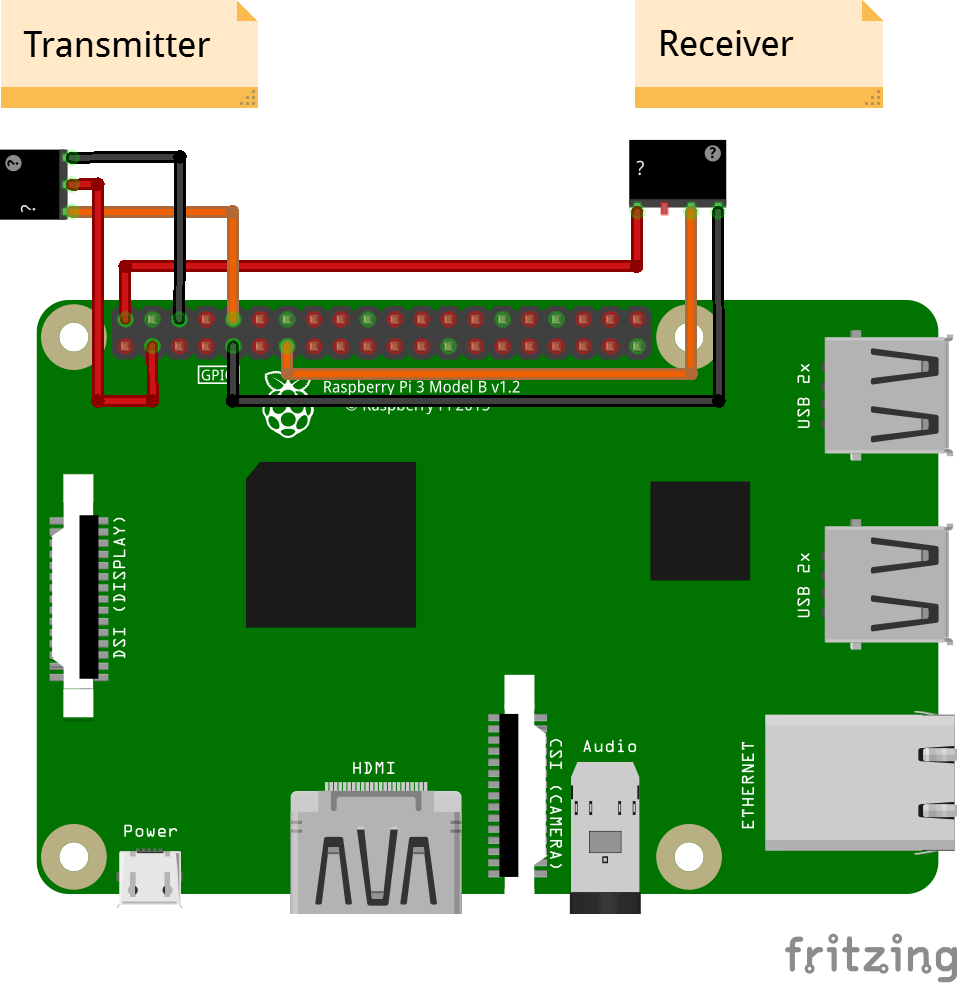 Transmitter
Receiver
?
?
?
?
GPI
Raspberry Pi 3 Model B v1.2
© Raspberry Pi 2015
USB 2x
DSI (DISPLAY)
USB 2x
CSI (CAMERA)
Audio
ETHERNET
HDMI
Power
fritzing